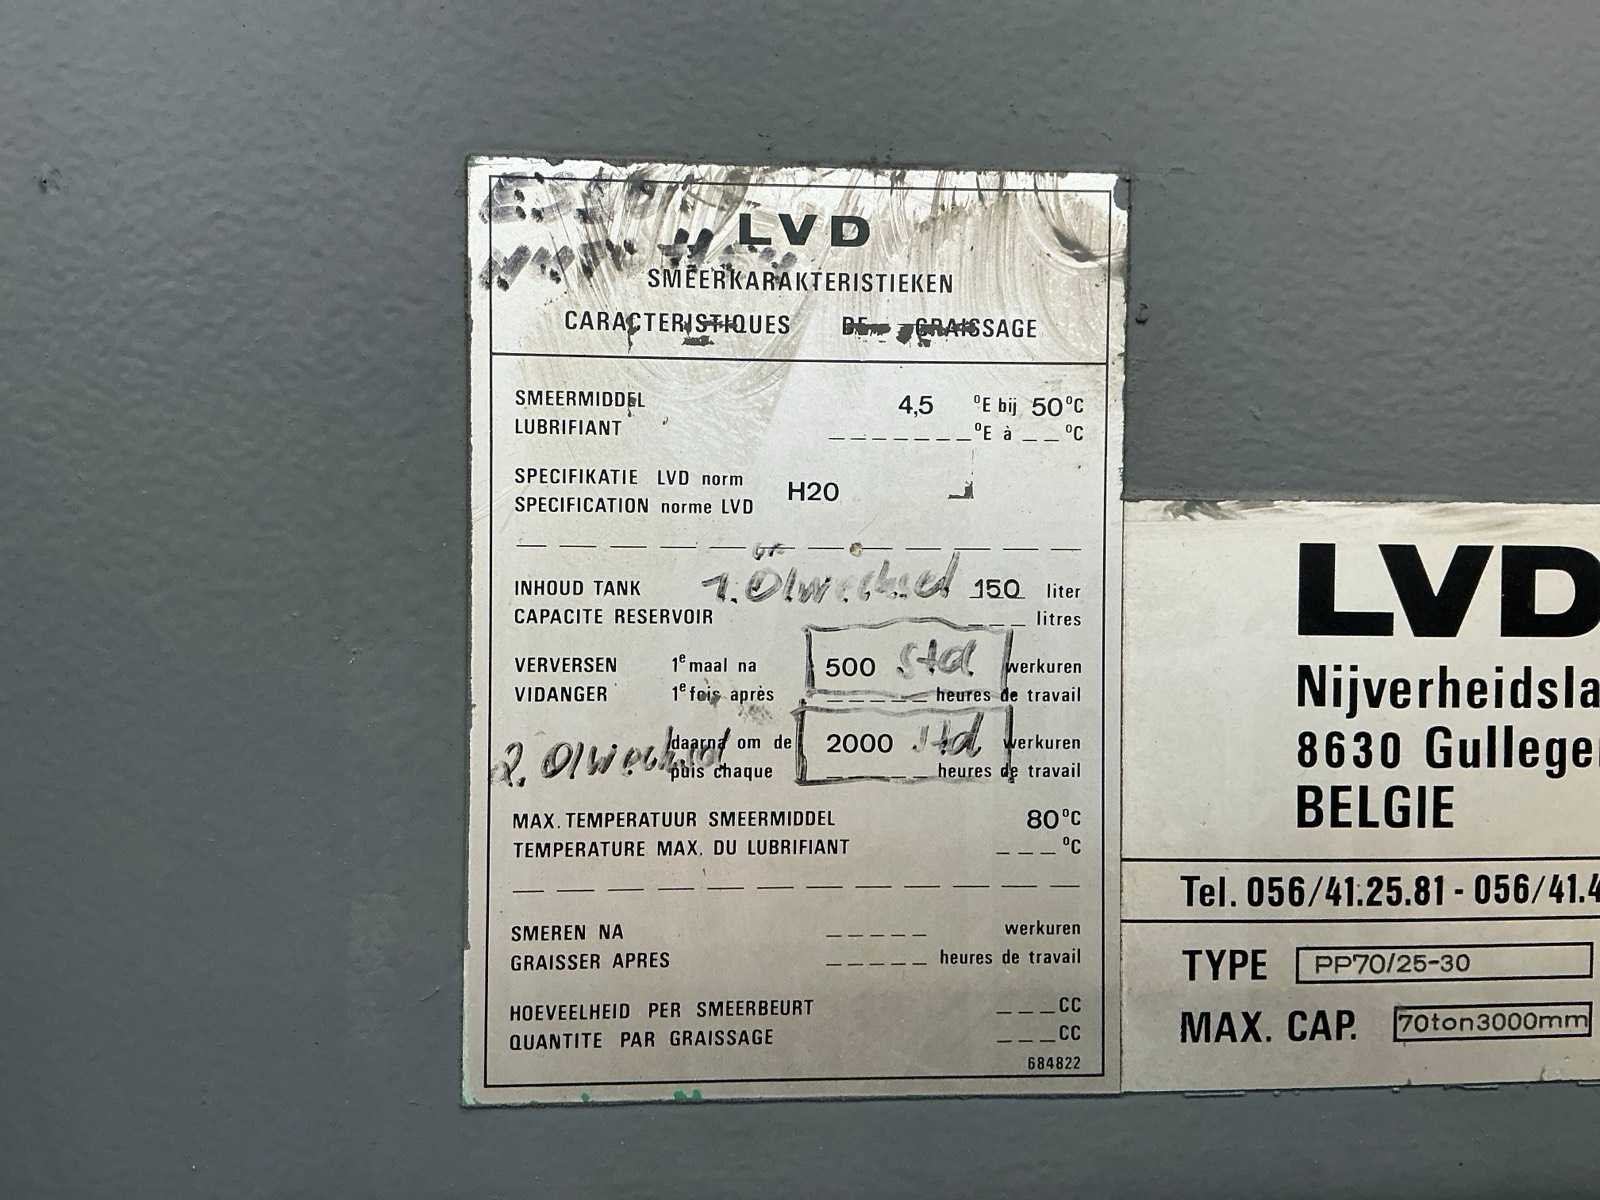 LVD
SMEERKARAKTERISTIEKEN
CARACTERISTIQUES DE GRAISSAGE
SMEERMIDDEL 4,5 °E bij 50°C
LUBRIFIANT _ _ _ _ _ _ _ °E à _ _ °C
SPECIFIKATIE LVD norm H20
SPECIFICATION norme LVD
1. Olwechsel
INHOUD TANK 150 liter
CAPACITE RESERVOIR _ _ _ litres
VERVERSEN 1e maal na 500 Std werkuren
VIDANGER 1e fois après _ _ _ _ _ heures de travail
daarna om de 2000 Std werkuren
2. Olwechsel
puis chaque _ _ _ _ _ heures de travail
MAX. TEMPERATUUR SMEERMIDDEL 80°C
TEMPERATURE MAX. DU LUBRIFIANT _ _ _ °C
SMEREN NA _ _ _ _ _ werkuren
GRAISSER APRES _ _ _ _ _ heures de travail
HOEVEELHEID PER SMEERBEURT _ _ _ CC
QUANTITE PAR GRAISSAGE _ _ _ CC
684822
LVD
Nijverheidsla
8630 Gullege
BELGIE
Tel. 056/41.25.81 - 056/41.4
TYPE PP70/25-30
MAX. CAP. 70ton3000mm